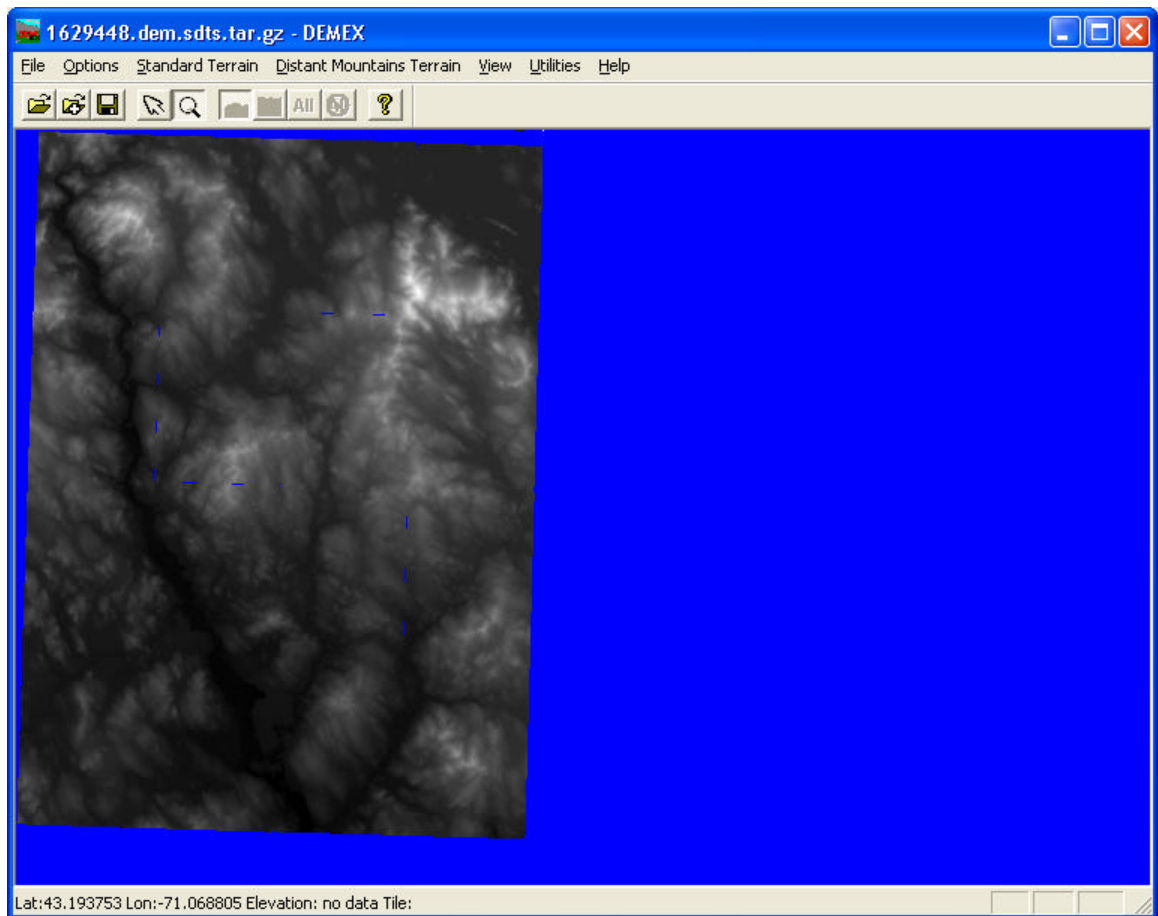 1629448.dem.sdts.tar.gz - DEMEX
File Options Standard Terrain Distant Mountains Terrain View Utilities Help
All
Lat:43.193753 Lon:-71.068805 Elevation: no data Tile: